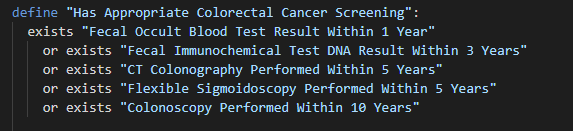 define "Has Appropriate Colorectal Cancer Screening":
exists "Fecal Occult Blood Test Result Within 1 Year"
or exists "Fecal Immunochemical Test DNA Result Within 3 Years"
or exists "CT Colonography Performed Within 5 Years"
or exists "Flexible Sigmoidoscopy Performed Within 5 Years"
or exists "Colonoscopy Performed Within 10 Years"